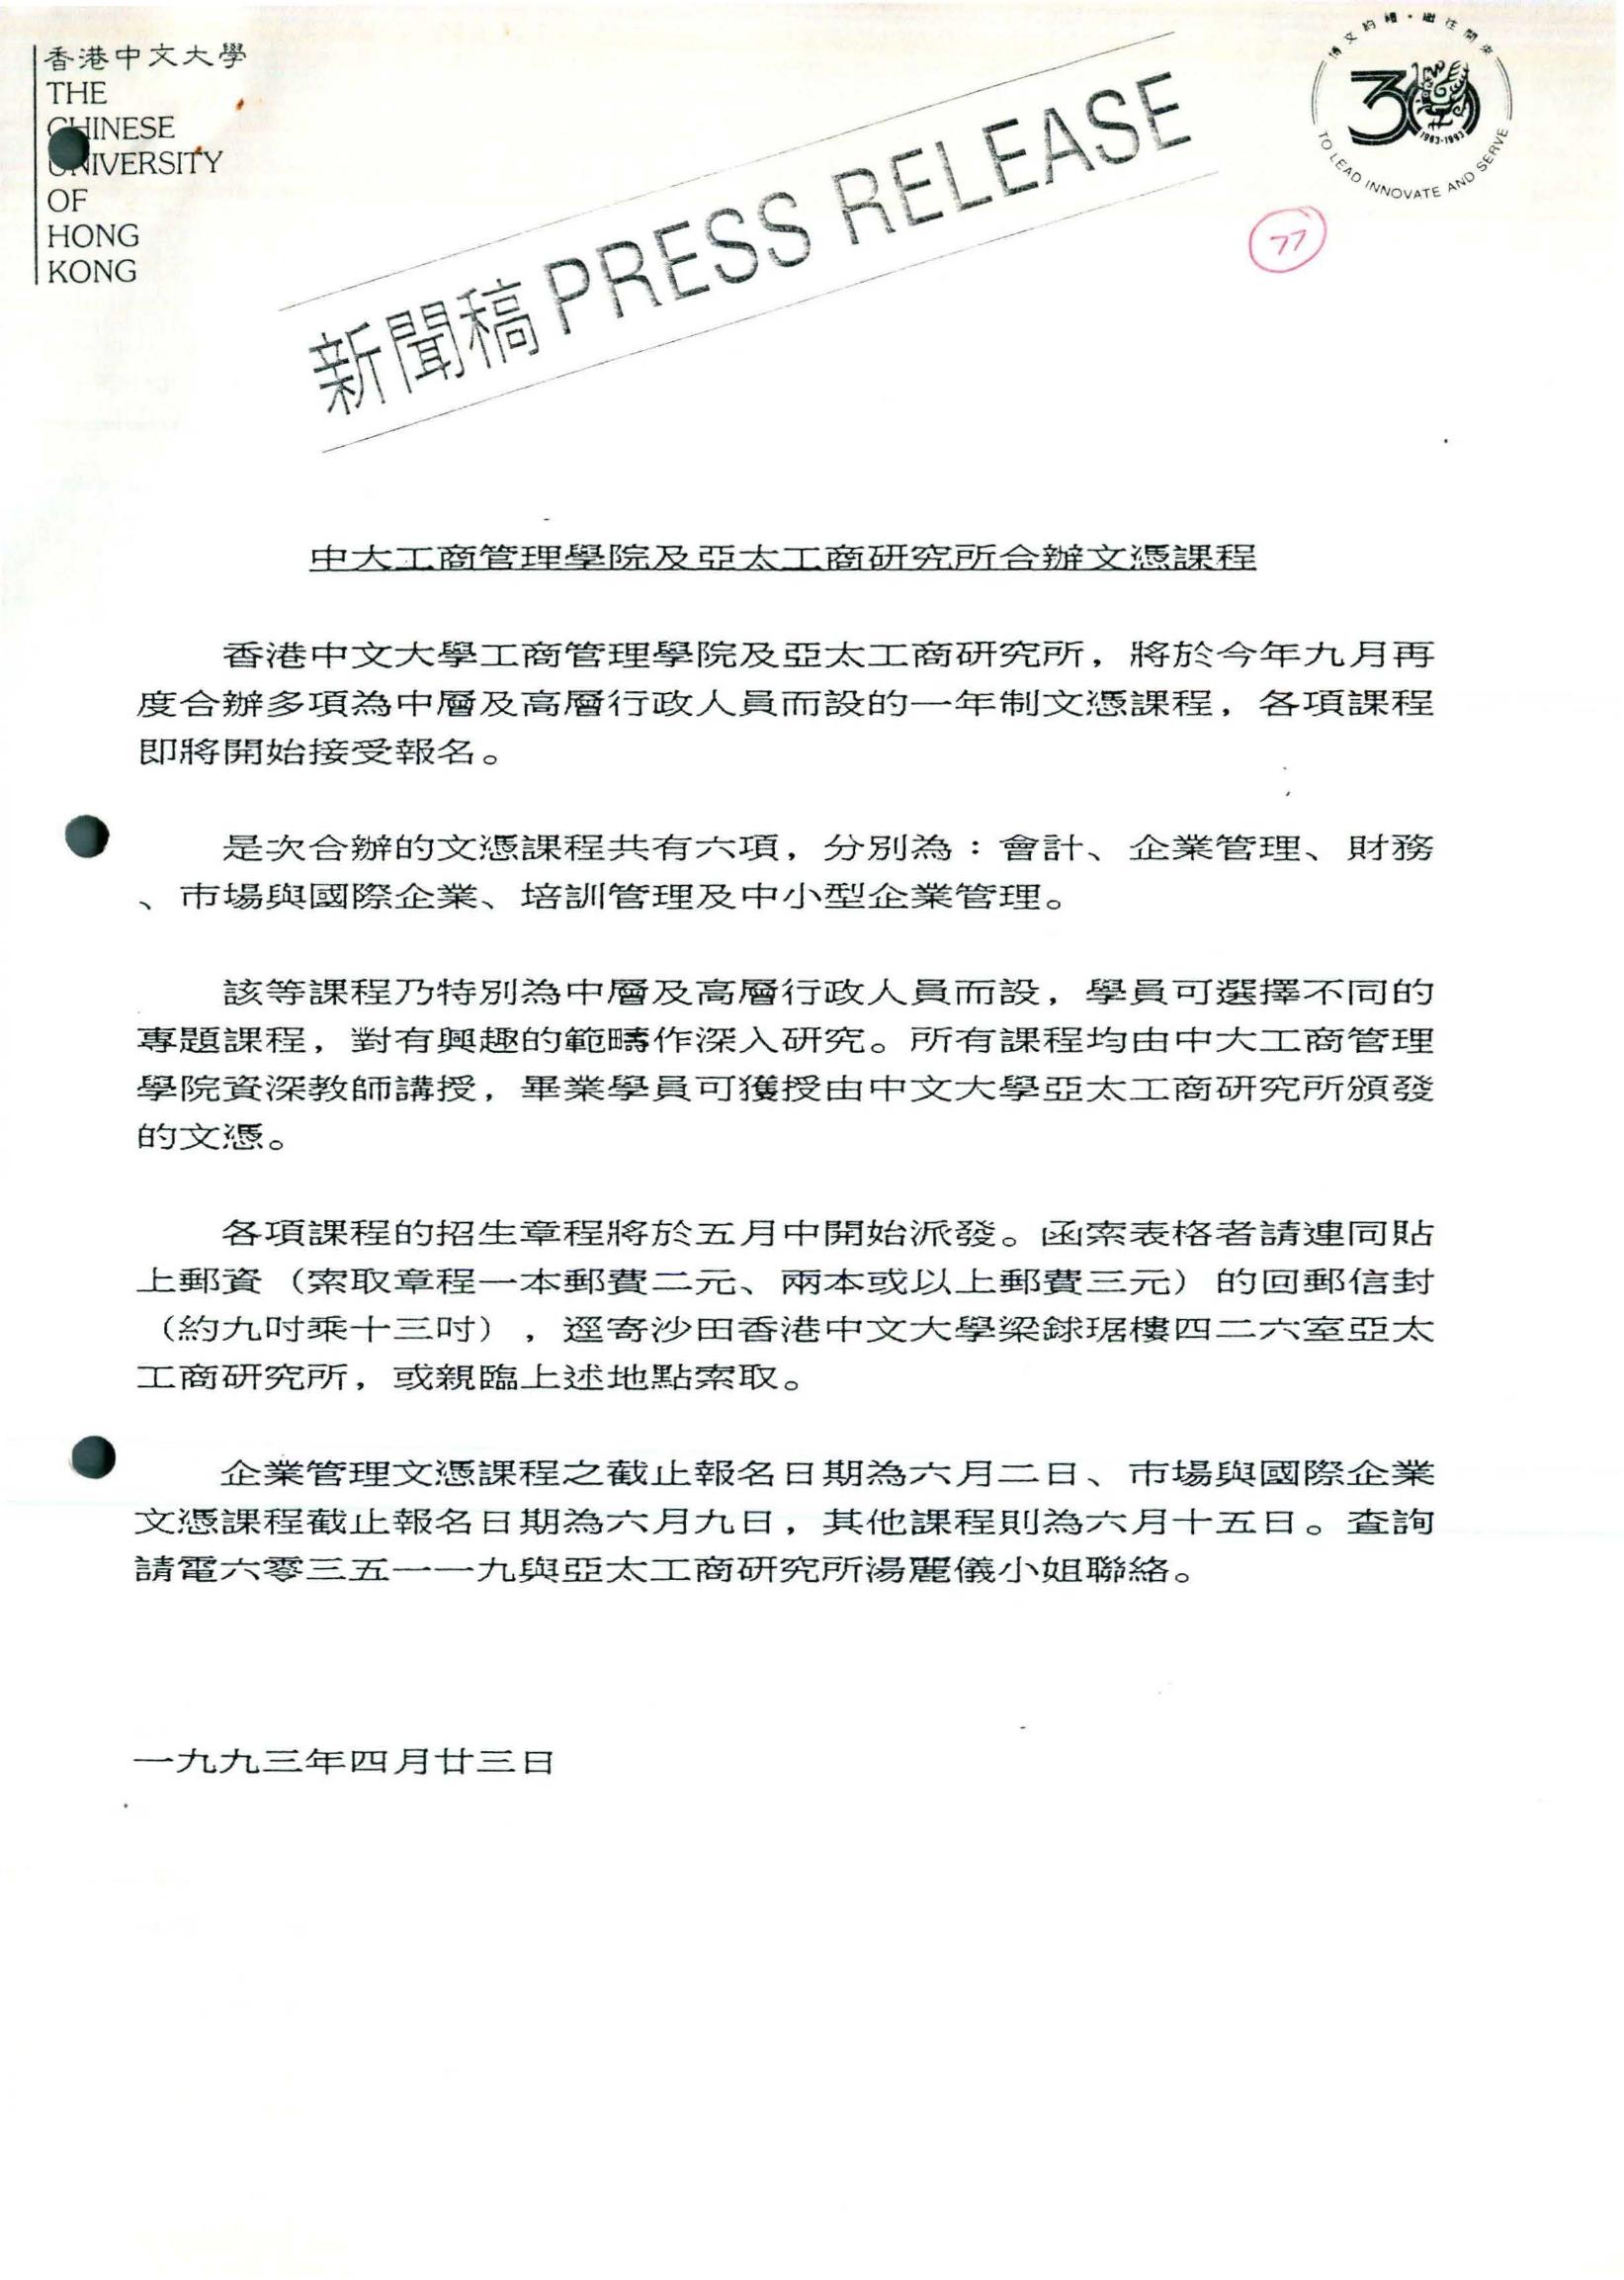 香港中文大學
THE
CHINESE
UNIVERSITY
OF
HONG
KONG
新聞稿 PRESS RELEASE
博文約禮·繼往開來
30
1963-1993
TO LEAD INNOVATE AND SERVE
77
中大工商管理學院及亞太工商研究所合辦文憑課程
香港中文大學工商管理學院及亞太工商研究所，將於今年九月再
度合辦多項為中層及高層行政人員而設的一年制文憑課程，各項課程
即將開始接受報名。
是次合辦的文憑課程共有六項，分別為：會計、企業管理、財務
、市場與國際企業、培訓管理及中小型企業管理。
該等課程乃特別為中層及高層行政人員而設，學員可選擇不同的
專題課程，對有興趣的範疇作深入研究。所有課程均由中大工商管理
學院資深教師講授，畢業學員可獲授由中文大學亞太工商研究所頒發
的文憑。
各項課程的招生章程將於五月中開始派發。函索表格者請連同貼
上郵資（索取章程一本郵費二元、兩本或以上郵費三元）的回郵信封
（約九吋乘十三吋），逕寄沙田香港中文大學梁銶琚樓四二六室亞太
工商研究所，或親臨上述地點索取。
企業管理文憑課程之截止報名日期為六月二日、市場與國際企業
文憑課程截止報名日期為六月九日，其他課程則為六月十五日。查詢
請電六零三五一一九與亞太工商研究所湯麗儀小姐聯絡。
一九九三年四月廿三日